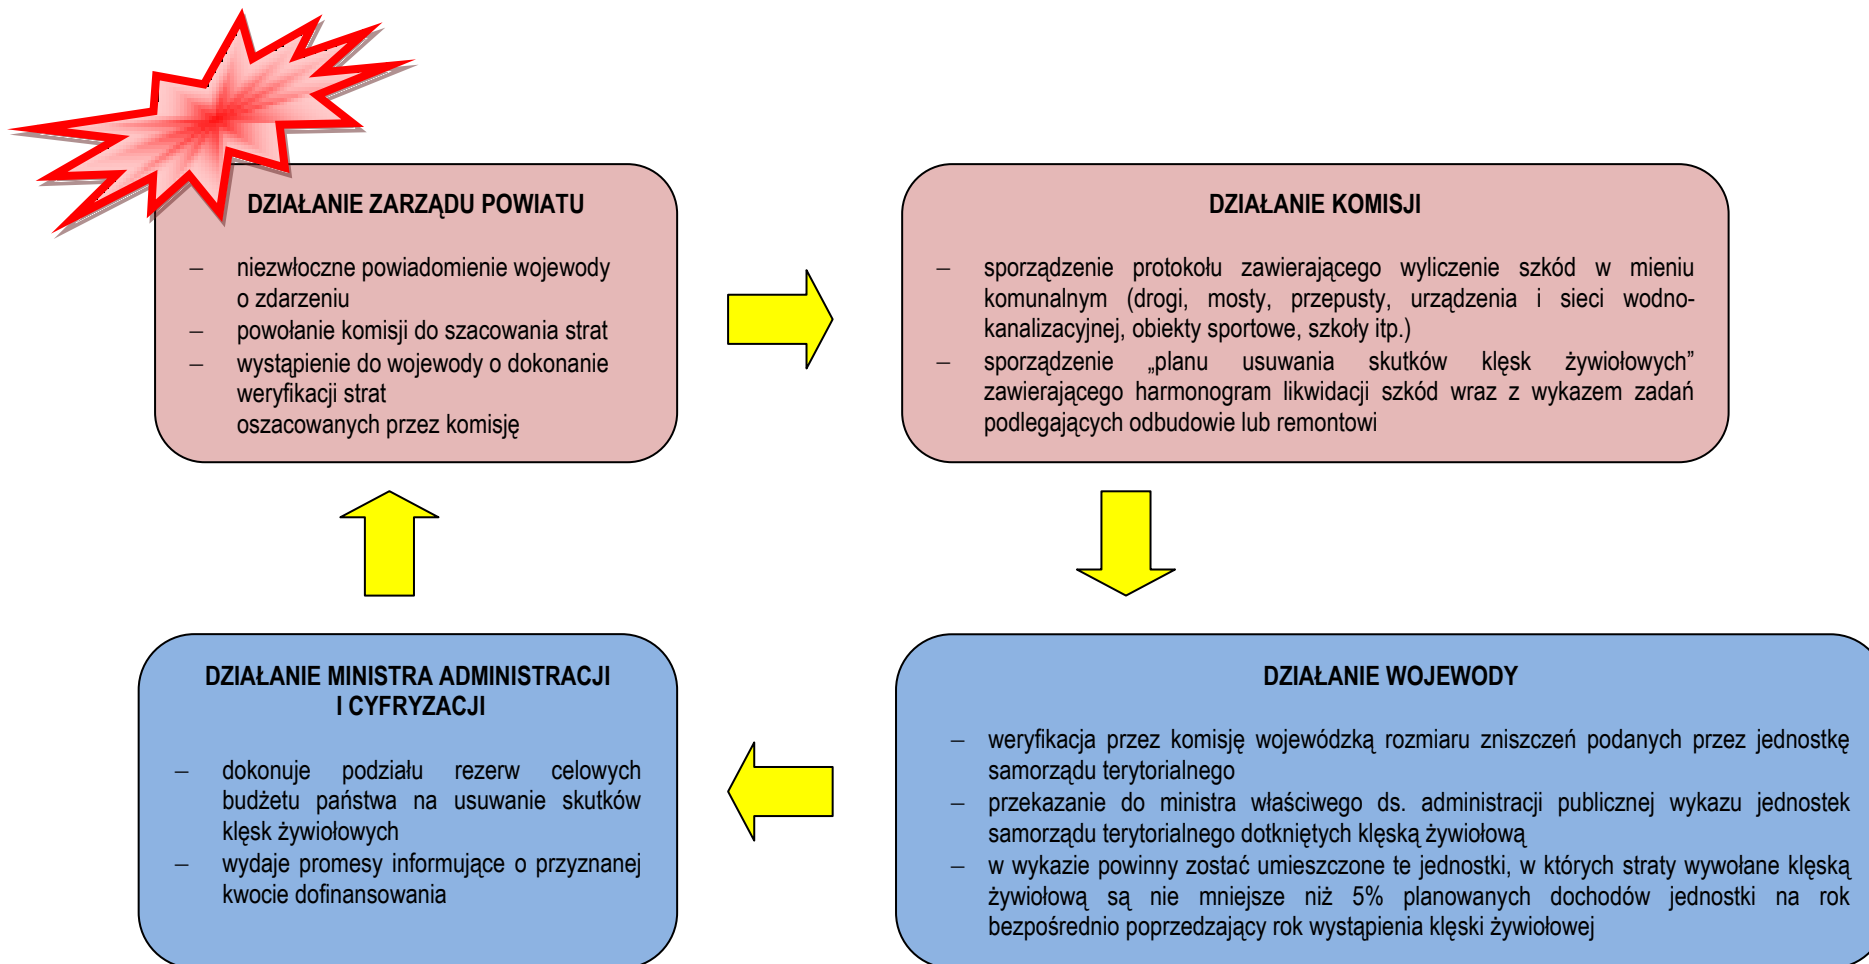 DZIAŁANIE ZARZĄDU POWIATU
– niezwłoczne powiadomienie wojewody
o zdarzeniu
– powołanie komisji do szacowania strat
– wystąpienie do wojewody o dokonanie
weryfikacji strat
oszacowanych przez komisję
DZIAŁANIE KOMISJI
– sporządzenie protokołu zawierającego wyliczenie szkód w mieniu
komunalnym (drogi, mosty, przepusty, urządzenia i sieci wodno-
kanalizacyjnej, obiekty sportowe, szkoły itp.)
– sporządzenie „planu usuwania skutków klęsk żywiołowych”
zawierającego harmonogram likwidacji szkód wraz z wykazem zadań
podlegających odbudowie lub remontowi
DZIAŁANIE MINISTRA ADMINISTRACJI
I CYFRYZACJI
– dokonuje podziału rezerw celowych
budżetu państwa na usuwanie skutków
klęsk żywiołowych
– wydaje promesy informujące o przyznanej
kwocie dofinansowania
DZIAŁANIE WOJEWODY
– weryfikacja przez komisję wojewódzką rozmiaru zniszczeń podanych przez jednostkę
samorządu terytorialnego
– przekazanie do ministra właściwego ds. administracji publicznej wykazu jednostek
samorządu terytorialnego dotkniętych klęską żywiołową
– w wykazie powinny zostać umieszczone te jednostki, w których straty wywołane klęską
żywiołową są nie mniejsze niż 5% planowanych dochodów jednostki na rok
bezpośrednio poprzedzający rok wystąpienia klęski żywiołowej